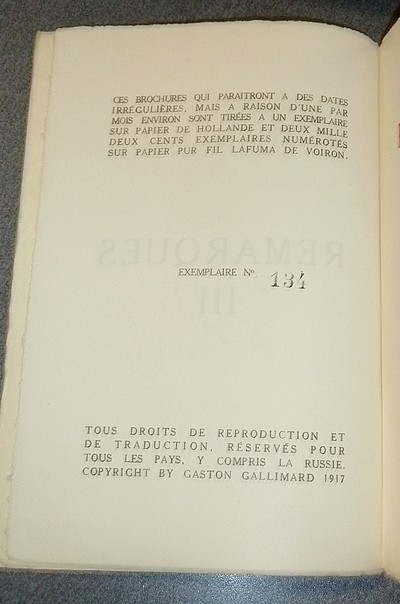 CES BROCHURES QUI PARAITRONT A DES DATES
IRRÉGULIÈRES, MAIS A RAISON D'UNE PAR
MOIS ENVIRON SONT TIRÉES A UN EXEMPLAIRE
SUR PAPIER DE HOLLANDE ET DEUX MILLE
DEUX CENTS EXEMPLAIRES NUMÉROTÉS
SUR PAPIER PUR FIL LAFUMA DE VOIRON.
REMARQUES
EXEMPLAIRE No 134
III
TOUS DROITS DE REPRODUCTION ET
DE TRADUCTION, RÉSERVÉS POUR
TOUS LES PAYS, Y COMPRIS LA RUSSIE.
COPYRIGHT BY GASTON GALLIMARD 1917